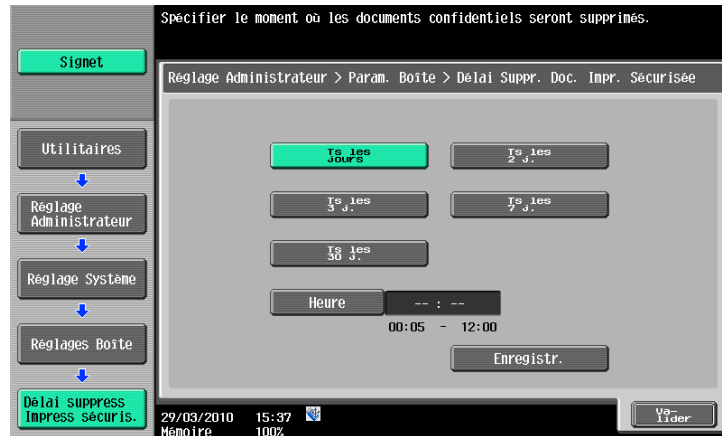 Spécifier le moment où les documents confidentiels seront supprimés.
Signet
Réglage Administrateur > Param. Boîte > Délai Suppr. Doc. Impr. Sécurisée
Utilitaires
Réglage
Administrateur
Réglage Système
Réglages Boîte
Délai suppress
Impress sécuris.
Ts les
jours
Ts les
2 j.
Ts les
3 j.
Ts les
7 j.
Ts les
30 j.
Heure
-- : --
00:05 - 12:00
Enregistr.
29/03/2010 15:37
Mémoire 100%
Va-
lider